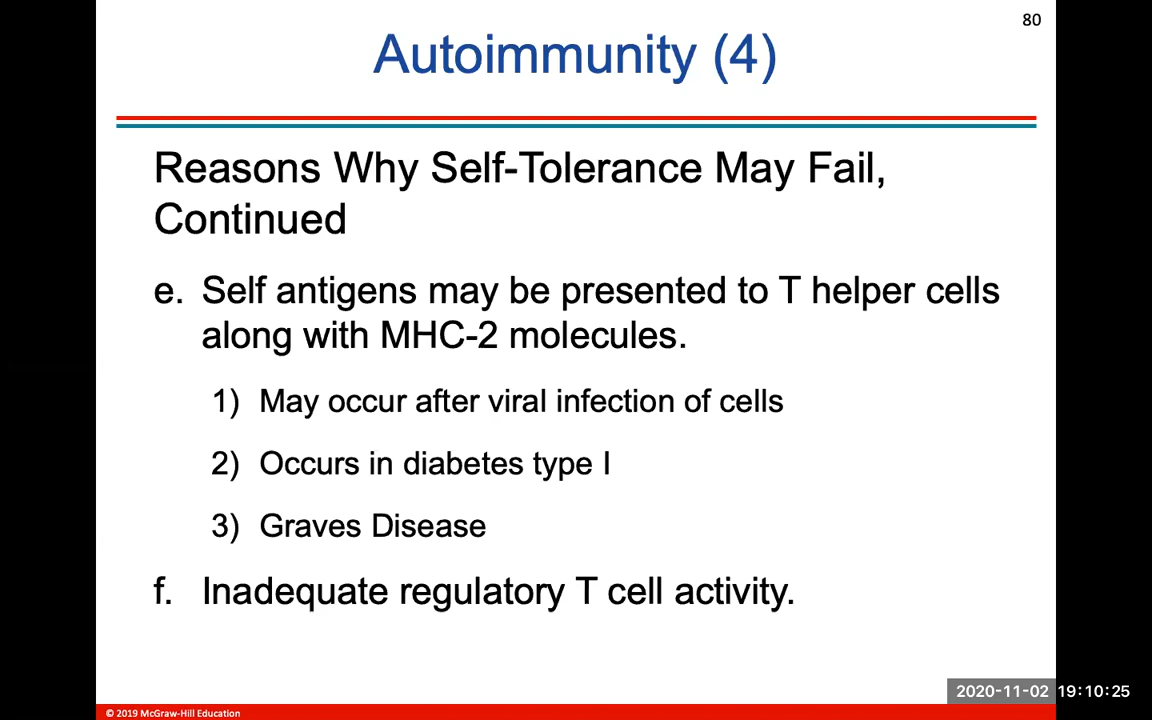 80
Autoimmunity (4)
Reasons Why Self-Tolerance May Fail,
Continued
e. Self antigens may be presented to T helper cells
along with MHC-2 molecules.
1) May occur after viral infection of cells
2) Occurs in diabetes type I
3) Graves Disease
f. Inadequate regulatory T cell activity.
2020-11-02 19:10:25
© 2019 McGraw-Hill Education